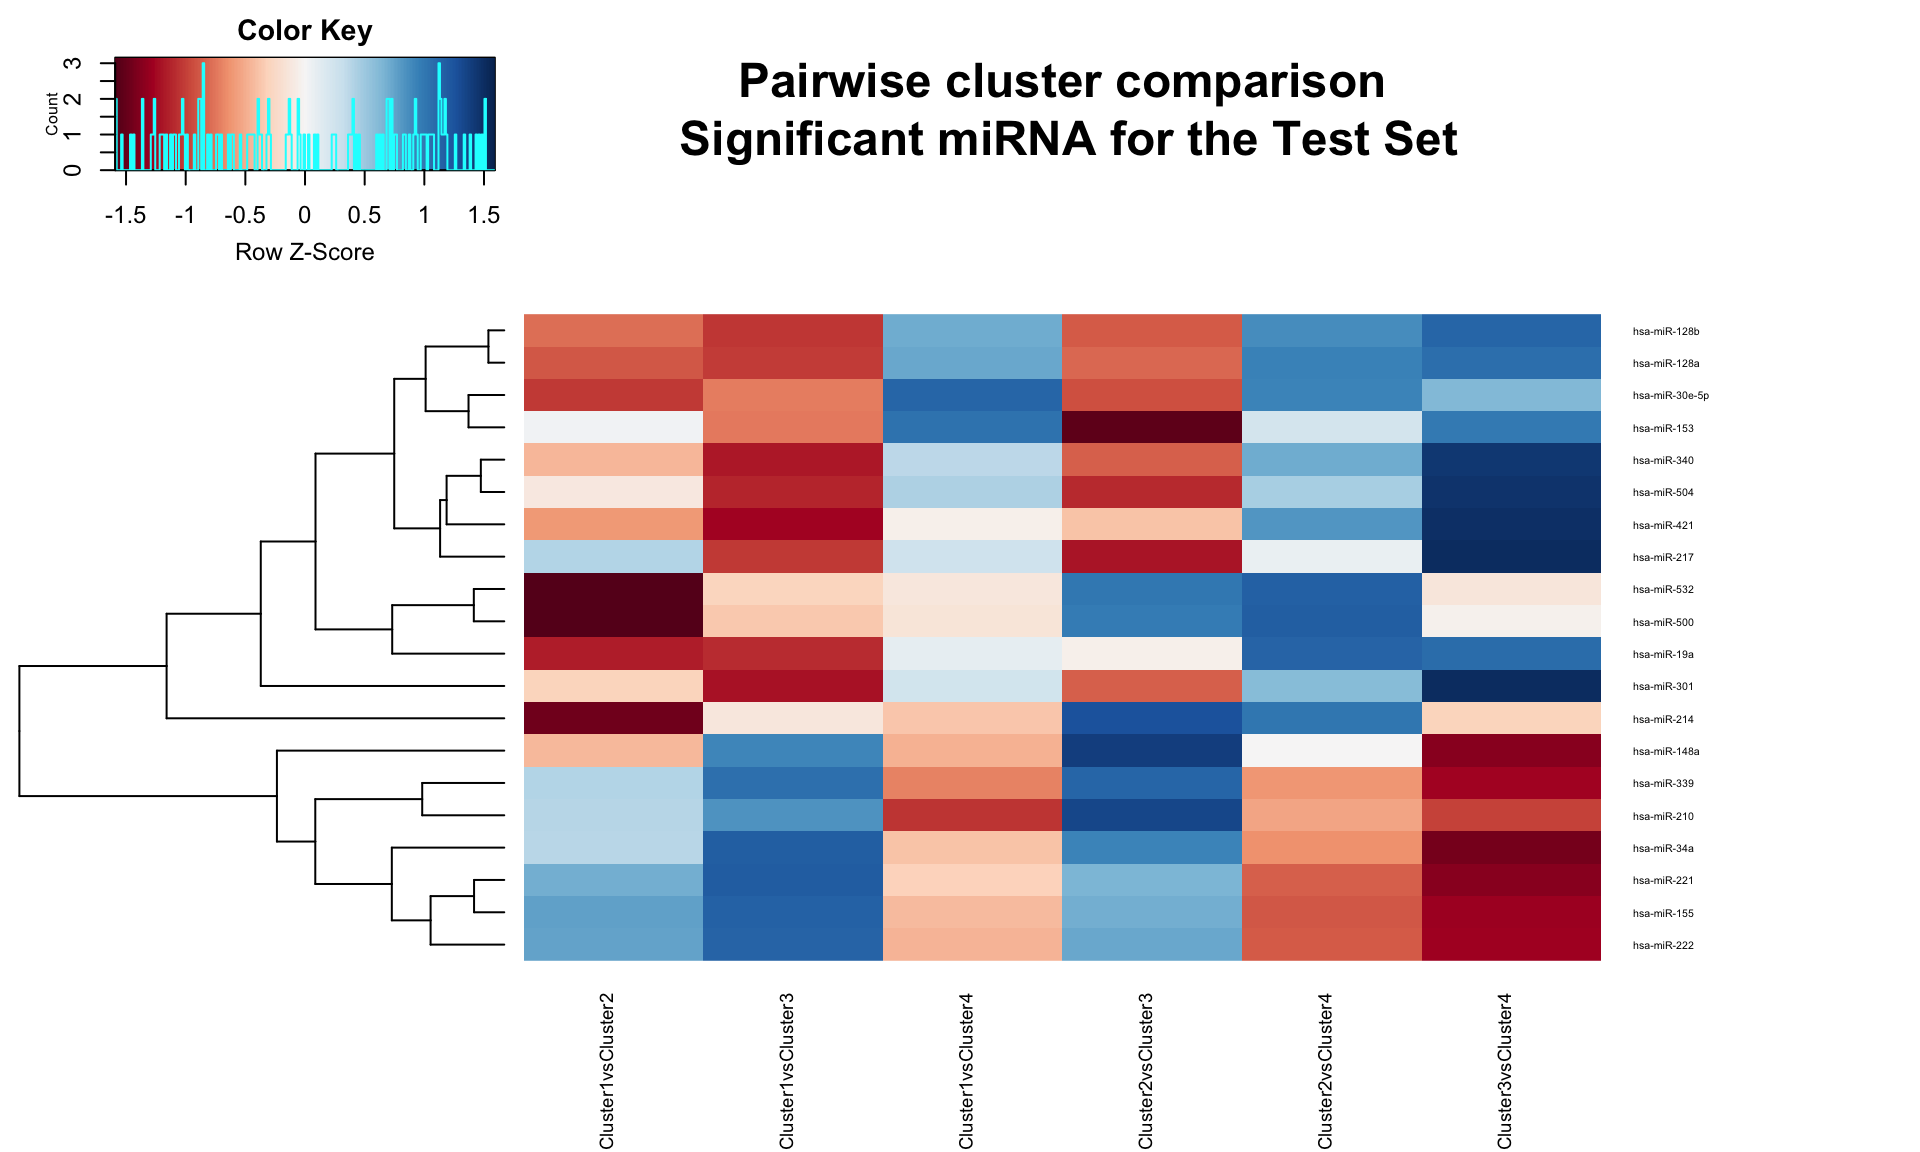 Color Key
Count
0 1 2 3
-1.5 -1 -0.5 0 0.5 1 1.5
Row Z-Score
Pairwise cluster comparison
Significant miRNA for the Test Set
hsa-miR-128b
hsa-miR-128a
hsa-miR-30e-5p
hsa-miR-153
hsa-miR-340
hsa-miR-504
hsa-miR-421
hsa-miR-217
hsa-miR-532
hsa-miR-500
hsa-miR-19a
hsa-miR-301
hsa-miR-214
hsa-miR-148a
hsa-miR-339
hsa-miR-210
hsa-miR-34a
hsa-miR-221
hsa-miR-155
hsa-miR-222
Cluster1vsCluster2
Cluster1vsCluster3
Cluster1vsCluster4
Cluster2vsCluster3
Cluster2vsCluster4
Cluster3vsCluster4